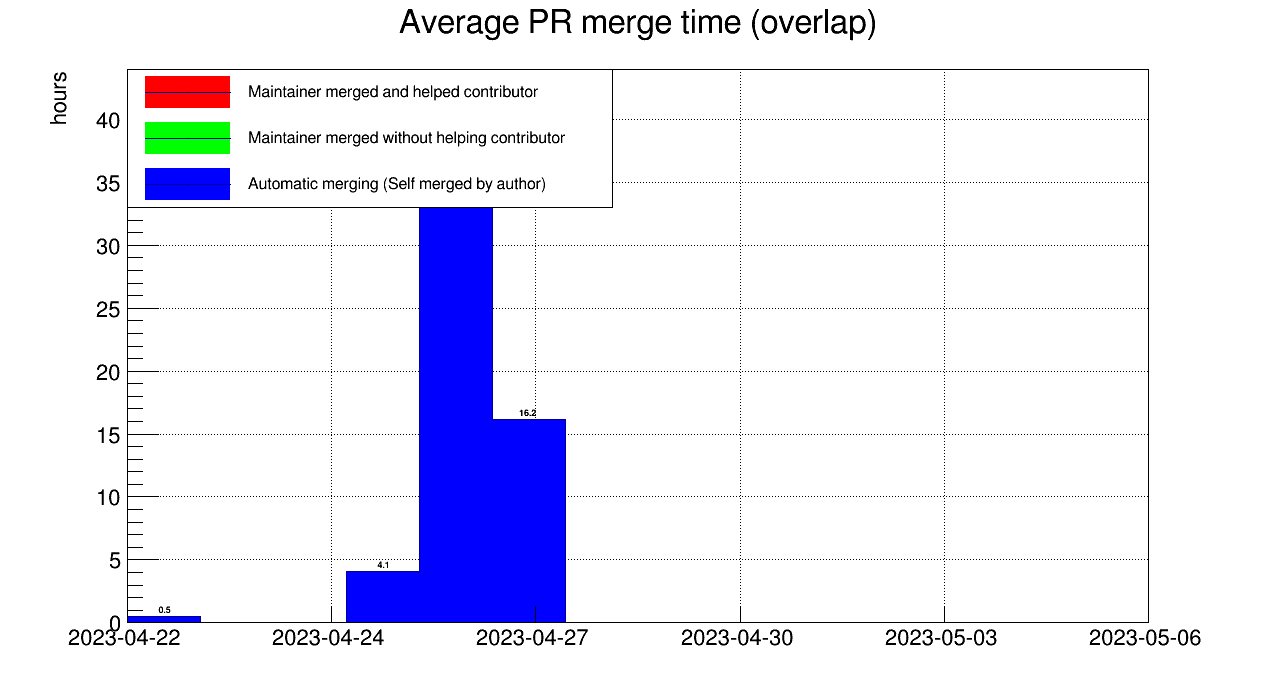 Average PR merge time (overlap)
hours
Maintainer merged and helped contributor
Maintainer merged without helping contributor
Automatic merging (Self merged by author)
40
35
30
25
20
15
10
5
0
16.2
4.1
0.5
2023-04-22 2023-04-24 2023-04-27 2023-04-30 2023-05-03 2023-05-06